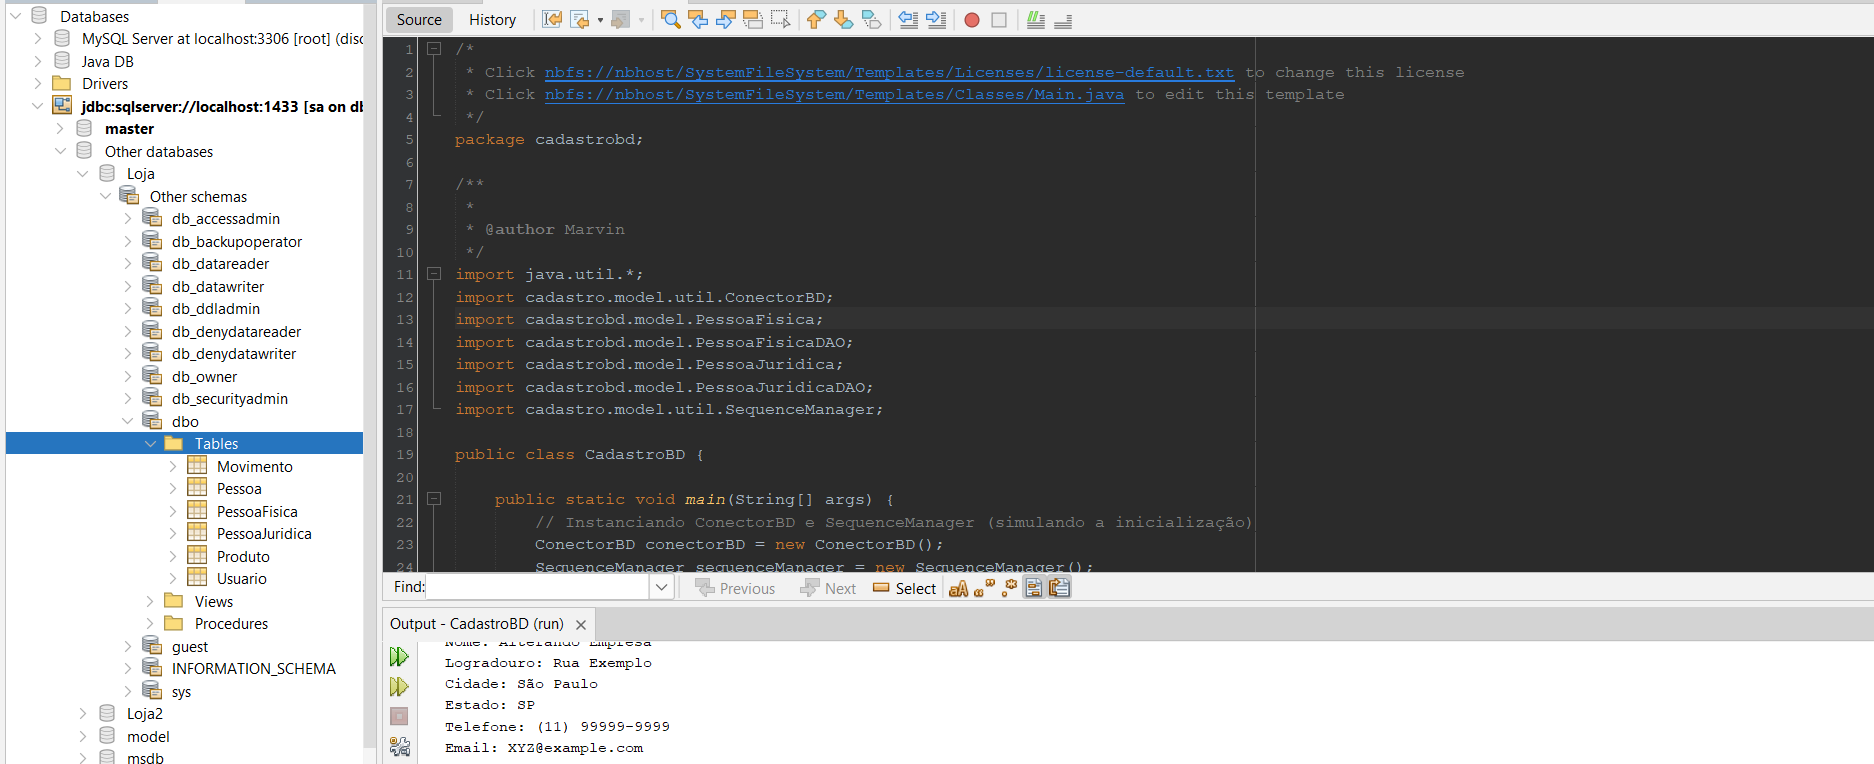 Databases
MySQL Server at localhost:3306 [root] (disc
Java DB
Drivers
jdbc:sqlserver://localhost:1433 [sa on db
master
Other databases
Loja
Other schemas
db_accessadmin
db_backupoperator
db_datareader
db_datawriter
db_ddladmin
db_denydatareader
db_denydatawriter
db_owner
db_securityadmin
dbo
Tables
Movimento
Pessoa
PessoaFisica
PessoaJuridica
Produto
Usuario
Views
Procedures
guest
INFORMATION_SCHEMA
sys
Loja2
model
msdb
Source History
1 /*
2 * Click nbfs://nbhost/SystemFileSystem/Templates/Licenses/license-default.txt to change this license
3 * Click nbfs://nbhost/SystemFileSystem/Templates/Classes/Main.java to edit this template
4 */
5 package cadastrobd;
6
7 /**
8 *
9 * @author Marvin
10 */
11 import java.util.*;
12 import cadastro.model.util.ConectorBD;
13 import cadastrobd.model.PessoaFisica;
14 import cadastrobd.model.PessoaFisicaDAO;
15 import cadastrobd.model.PessoaJuridica;
16 import cadastrobd.model.PessoaJuridicaDAO;
17 import cadastro.model.util.SequenceManager;
18
19 public class CadastroBD {
20
21 public static void main(String[] args) {
22 // Instanciando ConectorBD e SequenceManager (simulando a inicialização)
23 ConectorBD conectorBD = new ConectorBD();
24 SequenceManager sequenceManager = new SequenceManager();
Find: Previous Next Select
Output - CadastroBD (run)
Nome: Alterando Empresa
Logradouro: Rua Exemplo
Cidade: São Paulo
Estado: SP
Telefone: (11) 99999-9999
Email: XYZ@example.com